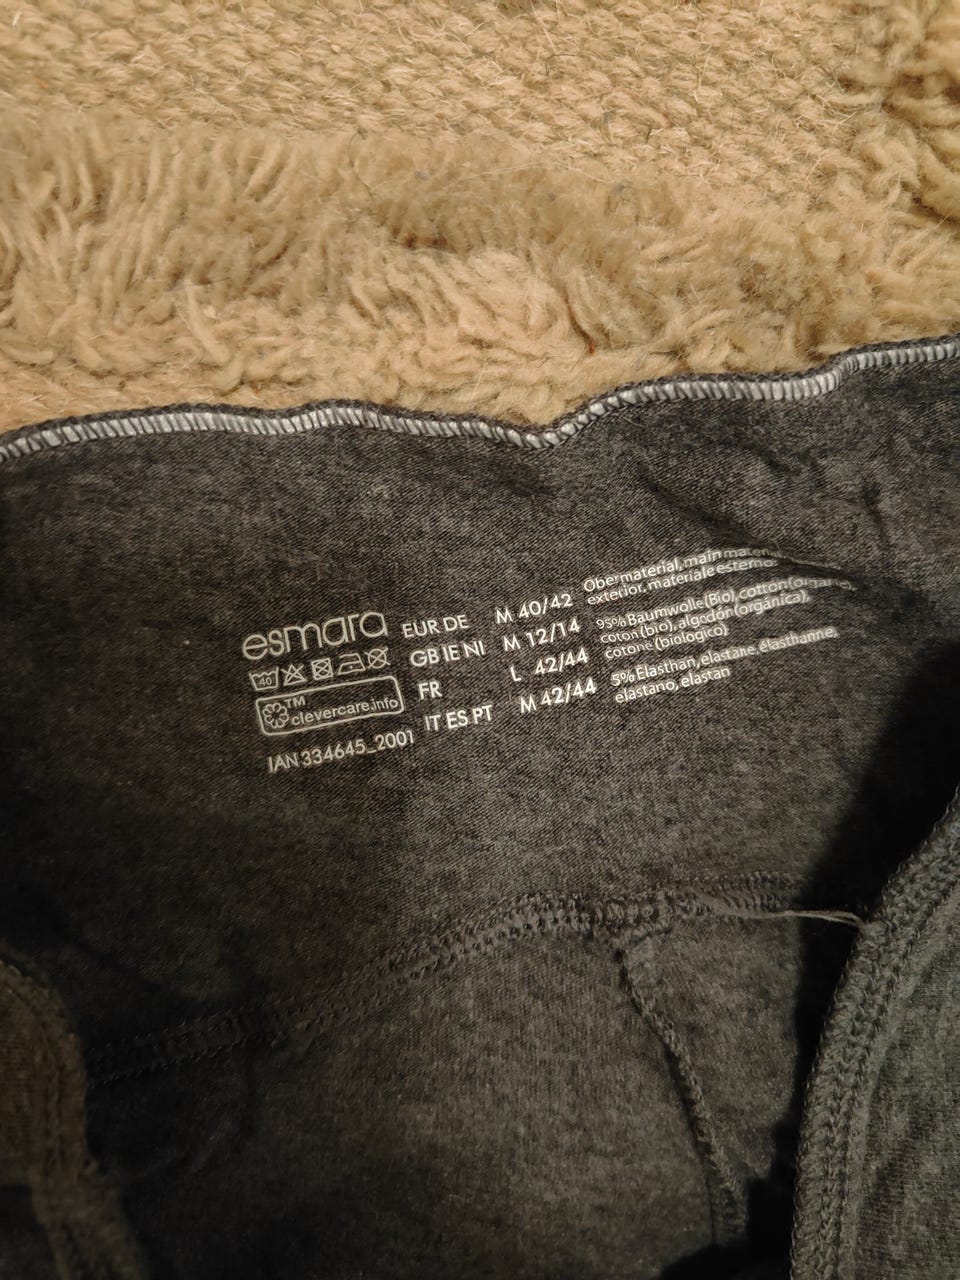 esmara
40
™
clevercare.info
IAN 334645_2001
EUR DE M 40/42
GB IE NI M 12/14
FR L 42/44
IT ES PT M 42/44
Obermaterial, main
exterior, materiale esterno
95% Baumwolle (Bio), cotton (organic)
coton (bio), algodón (orgánica),
cotone (biologico)
5% Elasthan, elastane, élasthanne,
elastano, elastan